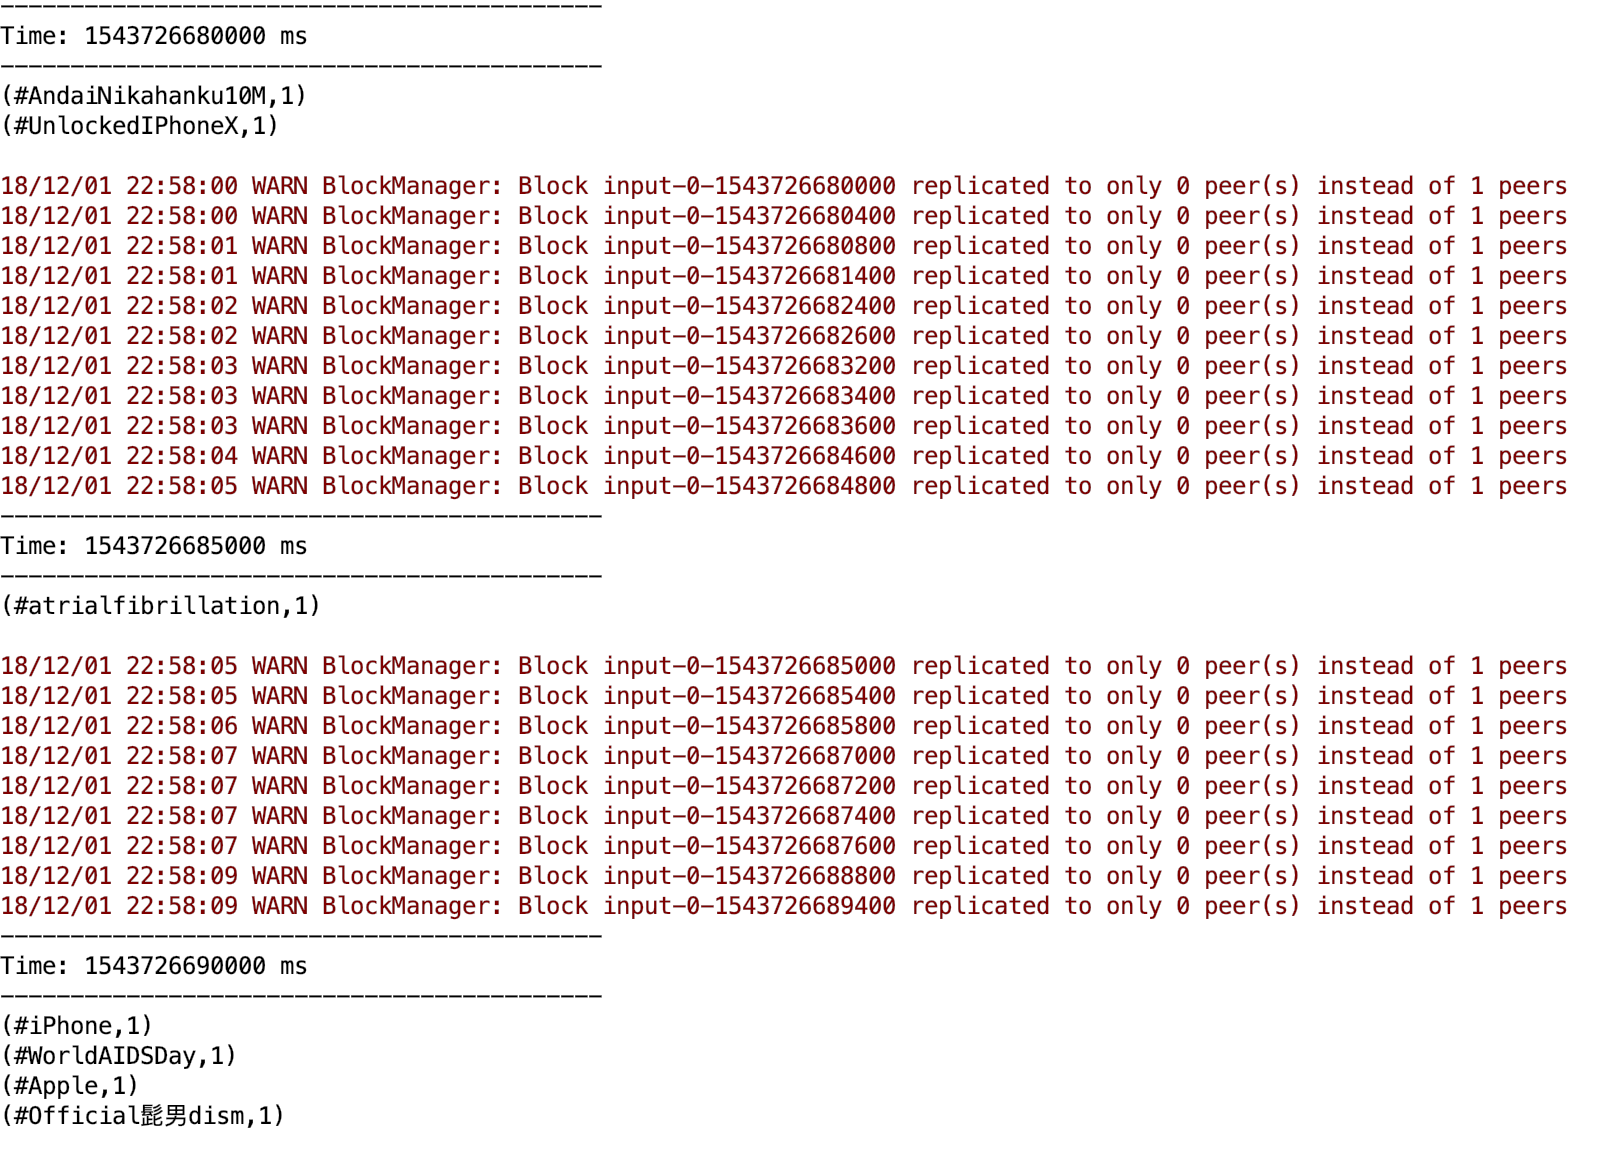 -------------------------------------------
Time: 1543726680000 ms
-------------------------------------------
(#AndaiNikahanku10M,1)
(#UnlockedIPhoneX,1)
18/12/01 22:58:00 WARN BlockManager: Block input-0-1543726680000 replicated to only 0 peer(s) instead of 1 peers
18/12/01 22:58:00 WARN BlockManager: Block input-0-1543726680400 replicated to only 0 peer(s) instead of 1 peers
18/12/01 22:58:01 WARN BlockManager: Block input-0-1543726680800 replicated to only 0 peer(s) instead of 1 peers
18/12/01 22:58:01 WARN BlockManager: Block input-0-1543726681400 replicated to only 0 peer(s) instead of 1 peers
18/12/01 22:58:02 WARN BlockManager: Block input-0-1543726682400 replicated to only 0 peer(s) instead of 1 peers
18/12/01 22:58:02 WARN BlockManager: Block input-0-1543726682600 replicated to only 0 peer(s) instead of 1 peers
18/12/01 22:58:03 WARN BlockManager: Block input-0-1543726683200 replicated to only 0 peer(s) instead of 1 peers
18/12/01 22:58:03 WARN BlockManager: Block input-0-1543726683400 replicated to only 0 peer(s) instead of 1 peers
18/12/01 22:58:03 WARN BlockManager: Block input-0-1543726683600 replicated to only 0 peer(s) instead of 1 peers
18/12/01 22:58:04 WARN BlockManager: Block input-0-1543726684600 replicated to only 0 peer(s) instead of 1 peers
18/12/01 22:58:05 WARN BlockManager: Block input-0-1543726684800 replicated to only 0 peer(s) instead of 1 peers
-------------------------------------------
Time: 1543726685000 ms
-------------------------------------------
(#atrialfibrillation,1)
18/12/01 22:58:05 WARN BlockManager: Block input-0-1543726685000 replicated to only 0 peer(s) instead of 1 peers
18/12/01 22:58:05 WARN BlockManager: Block input-0-1543726685400 replicated to only 0 peer(s) instead of 1 peers
18/12/01 22:58:06 WARN BlockManager: Block input-0-1543726685800 replicated to only 0 peer(s) instead of 1 peers
18/12/01 22:58:07 WARN BlockManager: Block input-0-1543726687000 replicated to only 0 peer(s) instead of 1 peers
18/12/01 22:58:07 WARN BlockManager: Block input-0-1543726687200 replicated to only 0 peer(s) instead of 1 peers
18/12/01 22:58:07 WARN BlockManager: Block input-0-1543726687400 replicated to only 0 peer(s) instead of 1 peers
18/12/01 22:58:07 WARN BlockManager: Block input-0-1543726687600 replicated to only 0 peer(s) instead of 1 peers
18/12/01 22:58:09 WARN BlockManager: Block input-0-1543726688800 replicated to only 0 peer(s) instead of 1 peers
18/12/01 22:58:09 WARN BlockManager: Block input-0-1543726689400 replicated to only 0 peer(s) instead of 1 peers
-------------------------------------------
Time: 1543726690000 ms
-------------------------------------------
(#iPhone,1)
(#WorldAIDSDay,1)
(#Apple,1)
(#Official髭男dism,1)